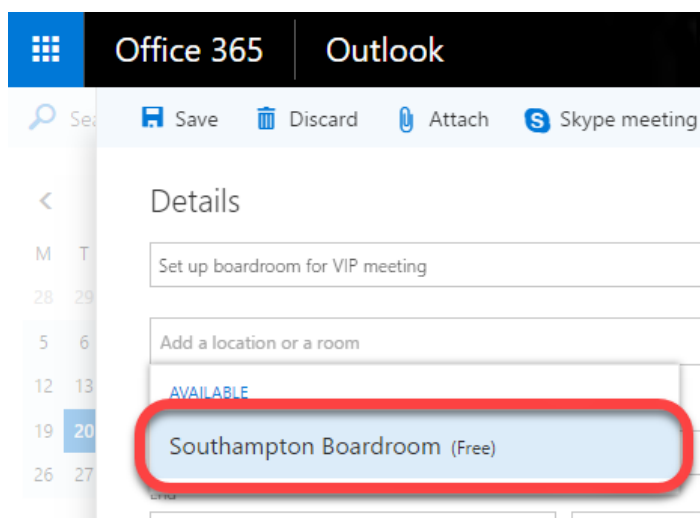 Office 365 Outlook
Save Discard Attach Skype meeting
Details
M T
Set up boardroom for VIP meeting
28 29
5 6
Add a location or a room
12 13
AVAILABLE
19 20
Southampton Boardroom (Free)
26 27
End